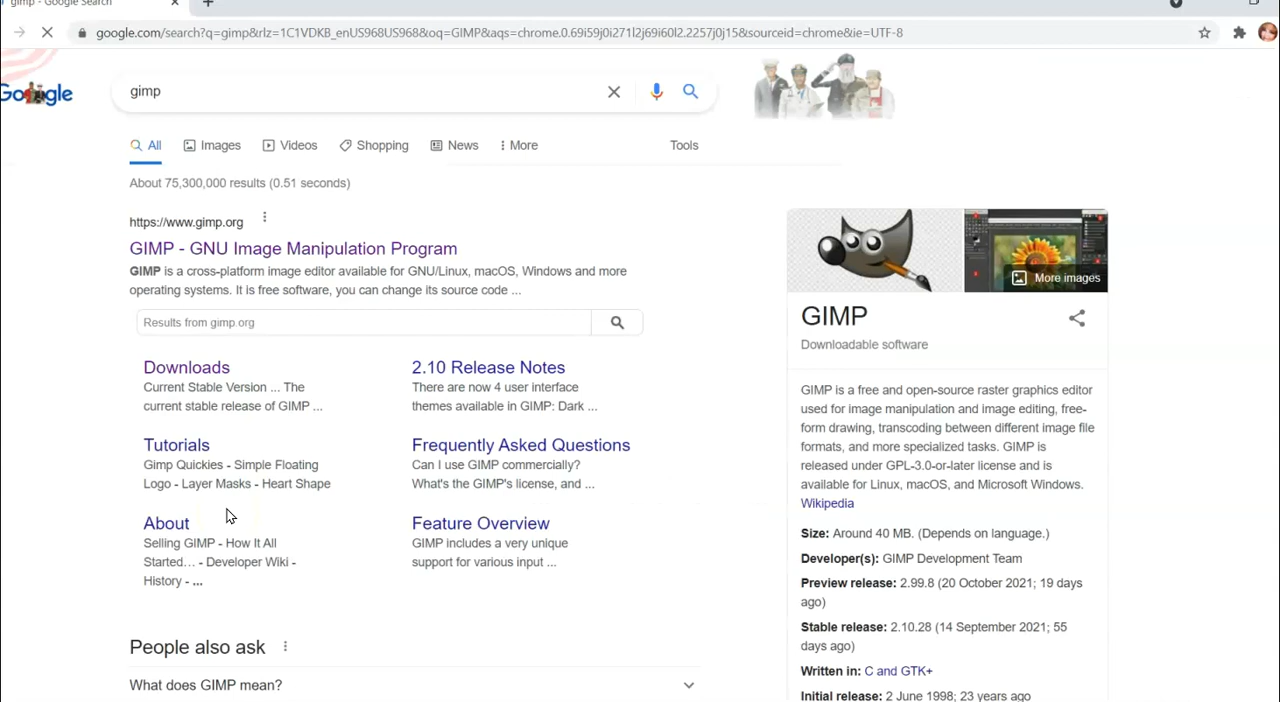 gimp - Google Search
google.com/search?q=gimp&rlz=1C1VDKB_enUS968US968&oq=GIMP&aqs=chrome.0.69i59j0i271l2j69i60l2.2257j0j15&sourceid=chrome&ie=UTF-8
Google
gimp
All Images Videos Shopping News More Tools
About 75,300,000 results (0.51 seconds)
https://www.gimp.org
GIMP - GNU Image Manipulation Program
GIMP is a cross-platform image editor available for GNU/Linux, macOS, Windows and more
operating systems. It is free software, you can change its source code ...
Results from gimp.org
Downloads
Current Stable Version ... The
current stable release of GIMP ...
2.10 Release Notes
There are now 4 user interface
themes available in GIMP: Dark ...
Tutorials
Gimp Quickies - Simple Floating
Logo - Layer Masks - Heart Shape
Frequently Asked Questions
Can I use GIMP commercially?
What's the GIMP's license, and ...
About
Selling GIMP - How It All
Started… - Developer Wiki -
History - ...
Feature Overview
GIMP includes a very unique
support for various input ...
People also ask
What does GIMP mean?
More images
GIMP
Downloadable software
GIMP is a free and open-source raster graphics editor
used for image manipulation and image editing, free-
form drawing, transcoding between different image file
formats, and more specialized tasks. GIMP is
released under GPL-3.0-or-later license and is
available for Linux, macOS, and Microsoft Windows.
Wikipedia
Size: Around 40 MB. (Depends on language.)
Developer(s): GIMP Development Team
Preview release: 2.99.8 (20 October 2021; 19 days
ago)
Stable release: 2.10.28 (14 September 2021; 55
days ago)
Written in: C and GTK+
Initial release: 2 June 1998; 23 years ago